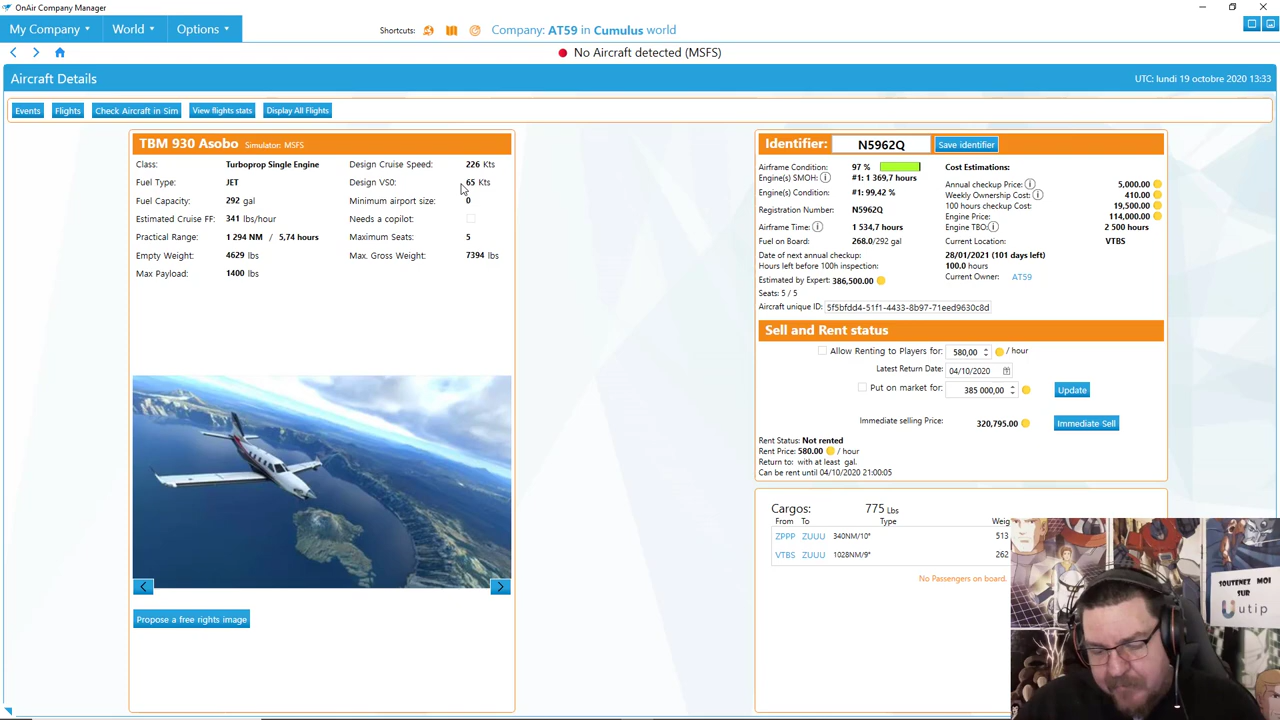 OnAir Company Manager
My Company World Options
Shortcuts: Company: AT59 in Cumulus world
No Aircraft detected (MSFS)
Aircraft Details UTC: lundi 19 octobre 2020 13:33
Events Flights Check Aircraft in Sim View flights stats Display All Flights
TBM 930 Asobo Simulator: MSFS
Class: Turboprop Single Engine
Fuel Type: JET
Fuel Capacity: 292 gal
Estimated Cruise FF: 341 lbs/hour
Practical Range: 1 294 NM / 5,74 hours
Empty Weight: 4629 lbs
Max Payload: 1400 lbs
Design Cruise Speed: 226 Kts
Design VS0: 65 Kts
Minimum airport size: 0
Needs a copilot:
Maximum Seats: 5
Max. Gross Weight: 7394 lbs
Propose a free rights image
Identifier: N5962Q Save identifier
Airframe Condition: 97 %
Engine(s) SMOH: #1: 1 369,7 hours
Engine(s) Condition: #1: 99,42 %
Registration Number: N5962Q
Airframe Time: 1 534,7 hours
Fuel on Board: 268.0/292 gal
Date of next annual checkup: 28/01/2021 (101 days left)
Hours left before 100h inspection: 100.0 hours
Estimated by Expert: 386,500.00
Seats: 5 / 5
Aircraft unique ID: 5f5bfdd4-51f1-4433-8b97-71eed9630c8d
Cost Estimations:
Annual checkup Price: 5,000.00
Weekly Ownership Cost: 410.00
100 hours checkup Cost: 19,500.00
Engine Price: 114,000.00
Engine TBO: 2 500 hours
Current Location: VTBS
Current Owner: AT59
Sell and Rent status
Allow Renting to Players for: 580,00 / hour
Latest Return Date: 04/10/2020
Put on market for: 385 000,00 Update
Immediate selling Price: 320,795.00 Immediate Sell
Rent Status: Not rented
Rent Price: 580.00 / hour
Return to: with at least gal.
Can be rent until 04/10/2020 21:00:05
Cargos: 775 Lbs
From To Type Weig
ZPPP ZUUU 340NM/10° 513
VTBS ZUUU 1028NM/9° 262
No Passengers on board.
SOUTENEZ MOI
SUR
utip